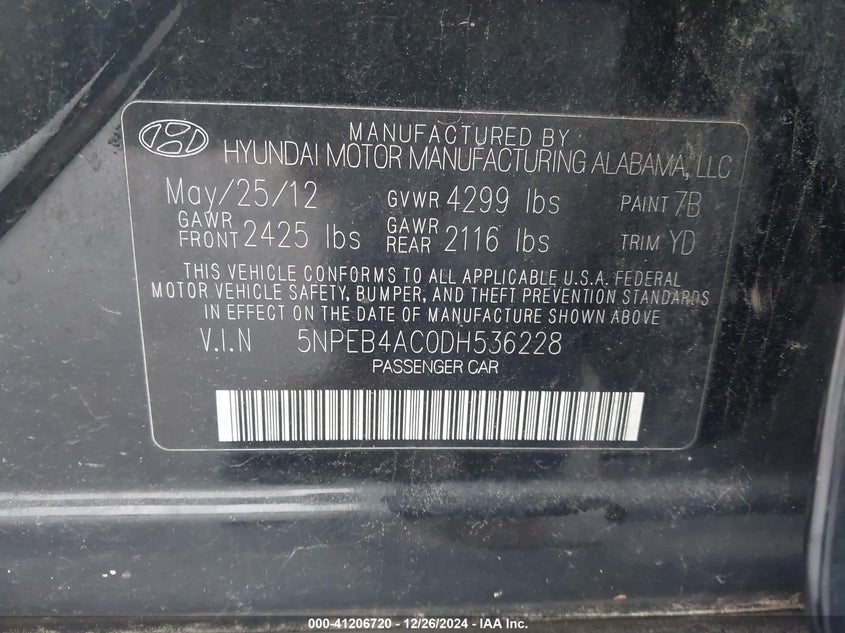 MANUFACTURED BY
HYUNDAI MOTOR MANUFACTURING ALABAMA, LLC
May/25/12 GVWR 4299 lbs PAINT 7B
GAWR FRONT 2425 lbs GAWR REAR 2116 lbs TRIM YD
THIS VEHICLE CONFORMS TO ALL APPLICABLE U.S.A. FEDERAL
MOTOR VEHICLE SAFETY, BUMPER, AND THEFT PREVENTION STANDARDS
IN EFFECT ON THE DATE OF MANUFACTURE SHOWN ABOVE
V.I.N 5NPEB4AC0DH536228
PASSENGER CAR
000-41206720 - 12/26/2024 - IAA Inc.